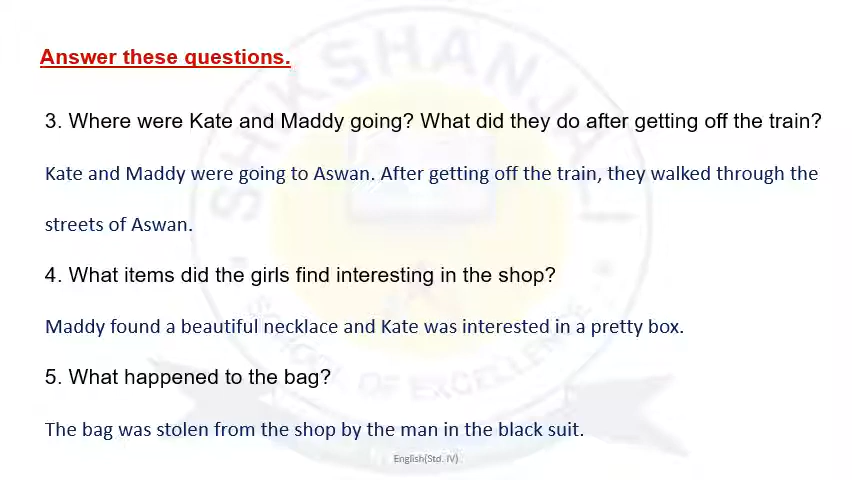 Answer these questions.
3. Where were Kate and Maddy going? What did they do after getting off the train?
Kate and Maddy were going to Aswan. After getting off the train, they walked through the
streets of Aswan.
4. What items did the girls find interesting in the shop?
Maddy found a beautiful necklace and Kate was interested in a pretty box.
5. What happened to the bag?
The bag was stolen from the shop by the man in the black suit.
English(Std. IV)
SHIKSHANJALI
SCHOOL OF EXCELLENCE